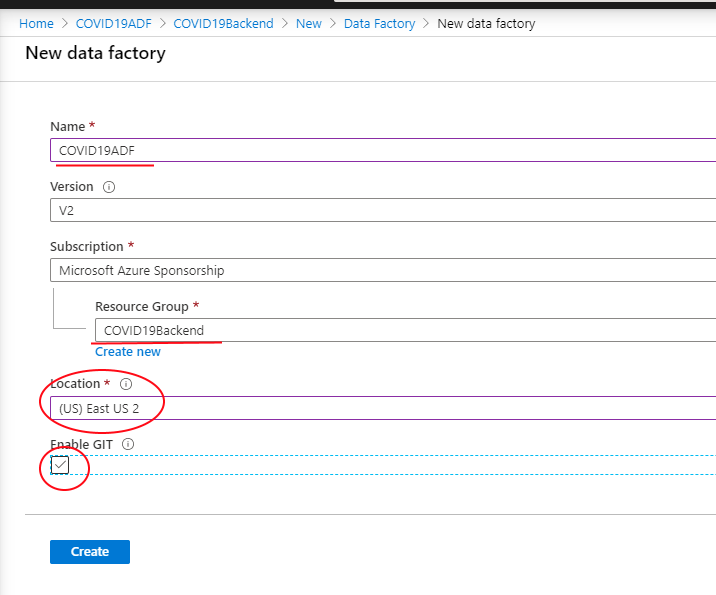 Home > COVID19ADF > COVID19Backend > New > Data Factory > New data factory
New data factory
Name *
COVID19ADF
Version
V2
Subscription *
Microsoft Azure Sponsorship
Resource Group *
COVID19Backend
Create new
Location *
(US) East US 2
Enable GIT
Create